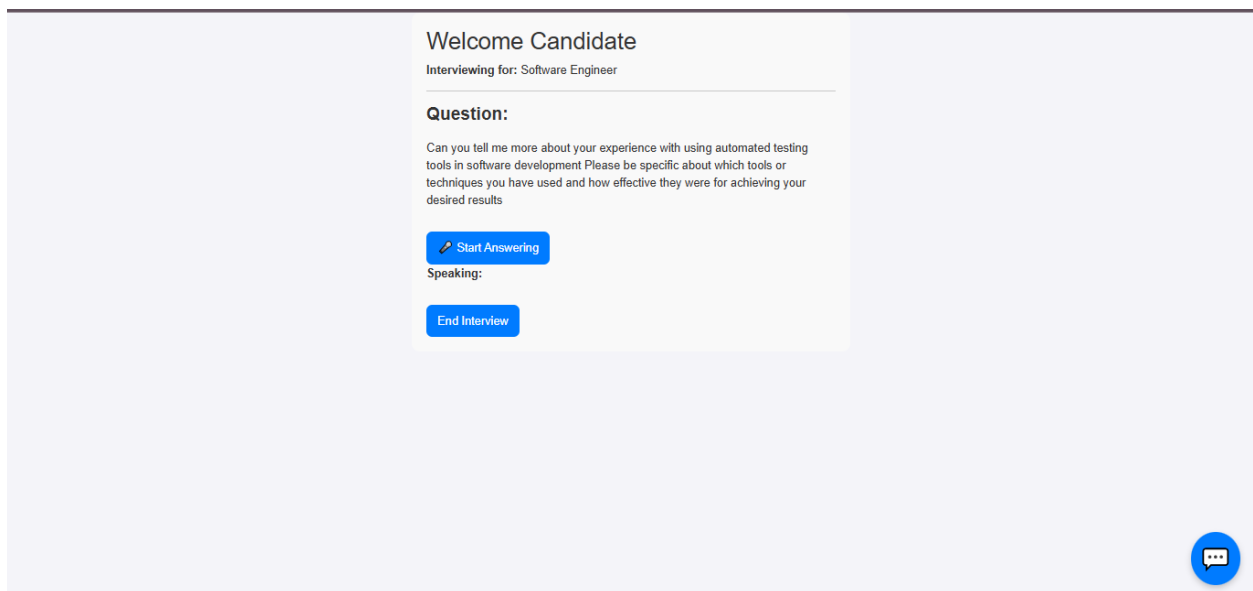 Welcome Candidate
Interviewing for: Software Engineer
Question:
Can you tell me more about your experience with using automated testing
tools in software development Please be specific about which tools or
techniques you have used and how effective they were for achieving your
desired results
Start Answering
Speaking:
End Interview